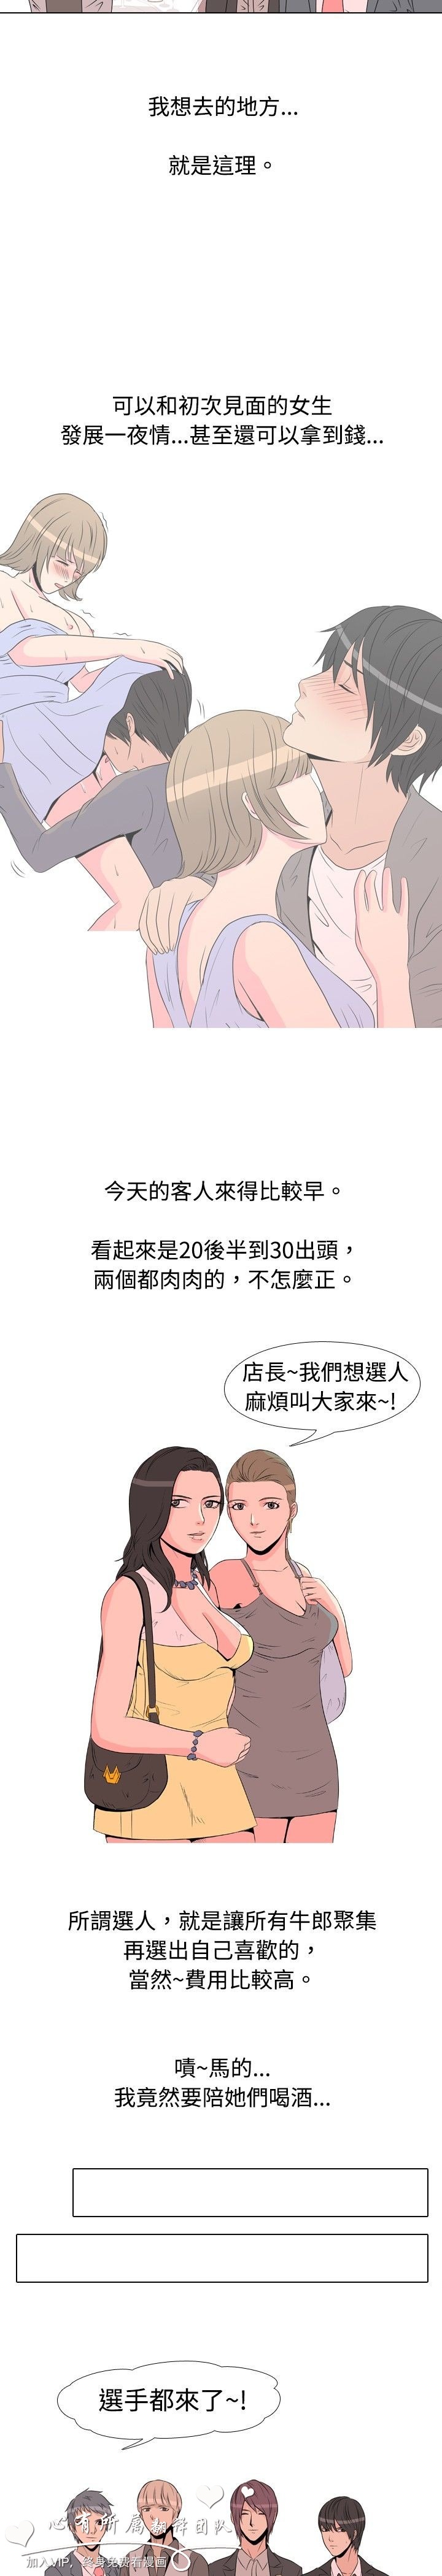 我想去的地方...
就是這理。
可以和初次見面的女生
發展一夜情...甚至還可以拿到錢...
今天的客人來得比較早。
看起來是20後半到30出頭，
兩個都肉肉的，不怎麼正。
店長~我們想選人
麻煩叫大家來~!
所謂選人，就是讓所有牛郎聚集
再選出自己喜歡的，
當然~費用比較高。
嘖~馬的...
我竟然要陪她們喝酒...
選手都來了~!
心有所属翻译团队
加入VIP，终身免费看漫画